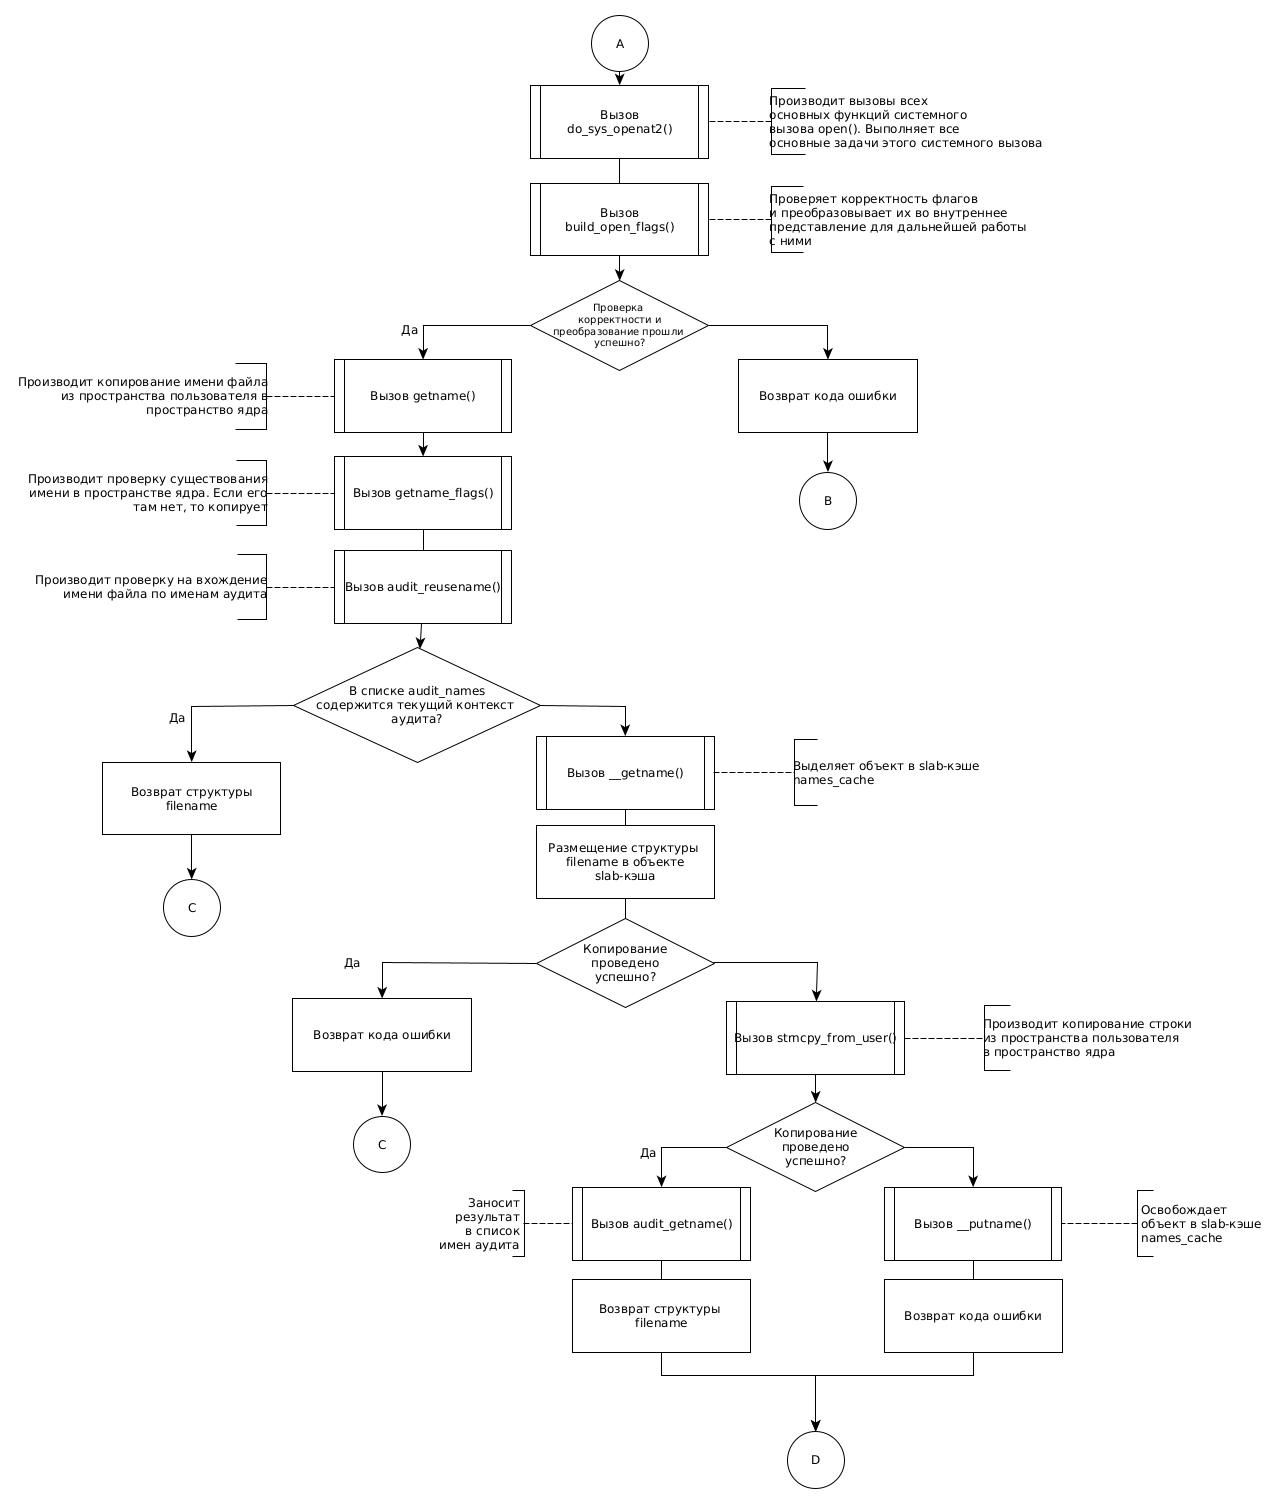 A
Вызов
do_sys_openat2()
Производит вызовы всех
основных функций системного
вызова open(). Выполняет все
основные задачи этого системного вызова
Вызов
build_open_flags()
Проверяет корректность флагов
и преобразовывает их во внутреннее
представление для дальнейшей работы
с ними
Проверка
корректности и
преобразование прошли
успешно?
Да
Производит копирование имени файла
из пространства пользователя в
пространство ядра
Вызов getname()
Возврат кода ошибки
Производит проверку существования
имени в пространстве ядра. Если его
там нет, то копирует
Вызов getname_flags()
B
Производит проверку на вхождение
имени файла по именам аудита
Вызов audit_reusename()
В списке audit_names
содержится текущий контекст
аудита?
Да
Возврат структуры
filename
Вызов __getname()
Выделяет объект в slab-кэше
names_cache
Размещение структуры
filename в объекте
slab-кэша
C
Копирование
проведено
успешно?
Да
Возврат кода ошибки
Вызов strncpy_from_user()
Производит копирование строки
из пространства пользователя
в пространство ядра
C
Копирование
проведено
успешно?
Да
Заносит
результат
в список
имен аудита
Вызов audit_getname()
Вызов __putname()
Освобождает
объект в slab-кэше
names_cache
Возврат структуры
filename
Возврат кода ошибки
D